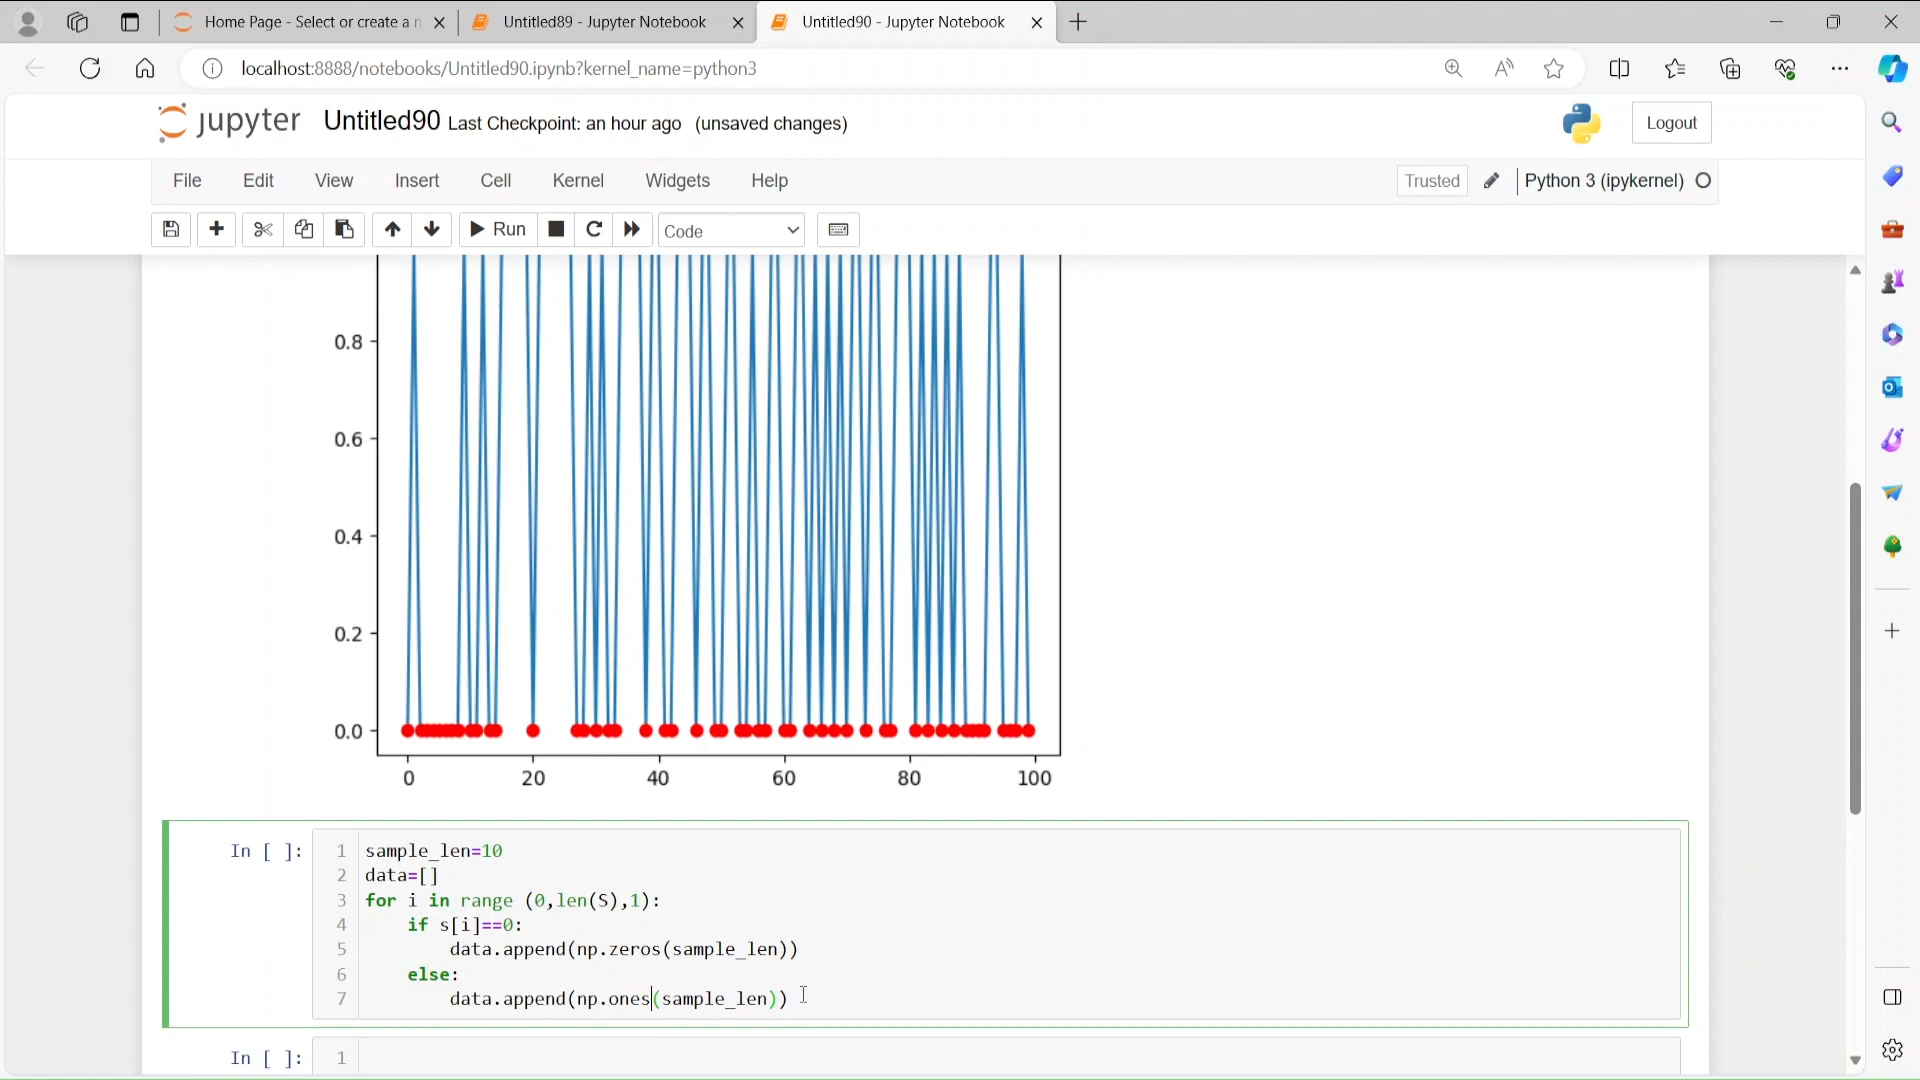 Home Page - Select or create a n
Untitled89 - Jupyter Notebook
Untitled90 - Jupyter Notebook
localhost:8888/notebooks/Untitled90.ipynb?kernel_name=python3
jupyter Untitled90 Last Checkpoint: an hour ago (unsaved changes)
Logout
File Edit View Insert Cell Kernel Widgets Help
Trusted
Python 3 (ipykernel)
Run
Code
0.8
0.6
0.4
0.2
0.0
0 20 40 60 80 100
In [ ]:
1 sample_len=10
2 data=[]
3 for i in range (0,len(S),1):
4 if s[i]==0:
5 data.append(np.zeros(sample_len))
6 else:
7 data.append(np.ones(sample_len))
In [ ]:
1